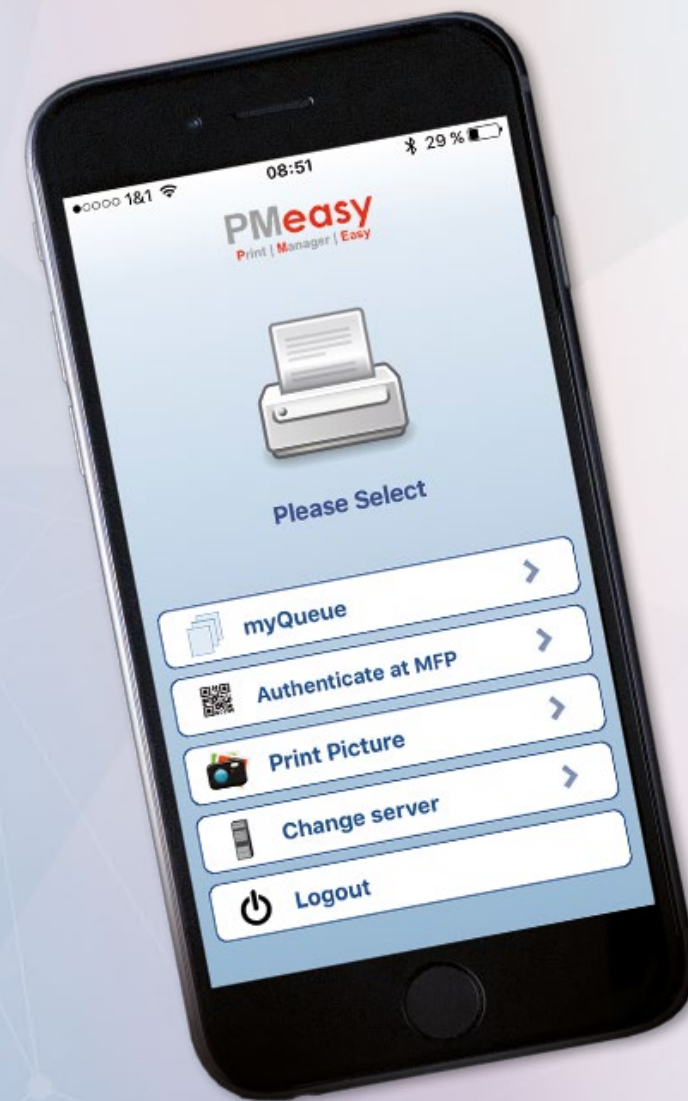 1&1 08:51 29 %
PMeasy
Print | Manager | Easy
Please Select
myQueue
Authenticate at MFP
Print Picture
Change server
Logout